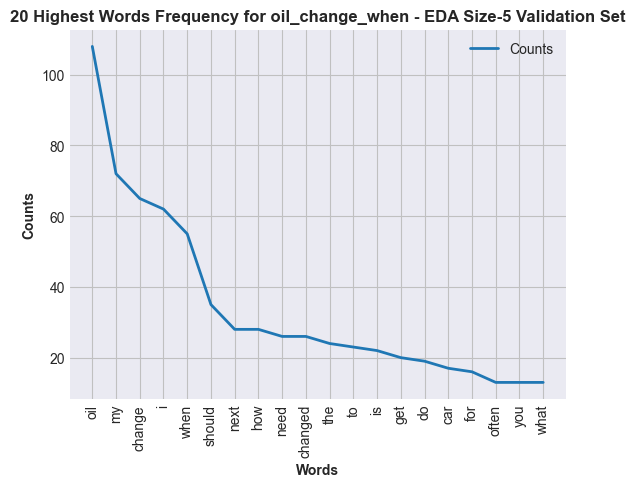 20 Highest Words Frequency for oil_change_when - EDA Size-5 Validation Set
Counts
100
80
60
40
20
Counts
oil
my
change
i
when
should
next
how
need
changed
the
to
is
get
do
car
for
often
you
what
Words